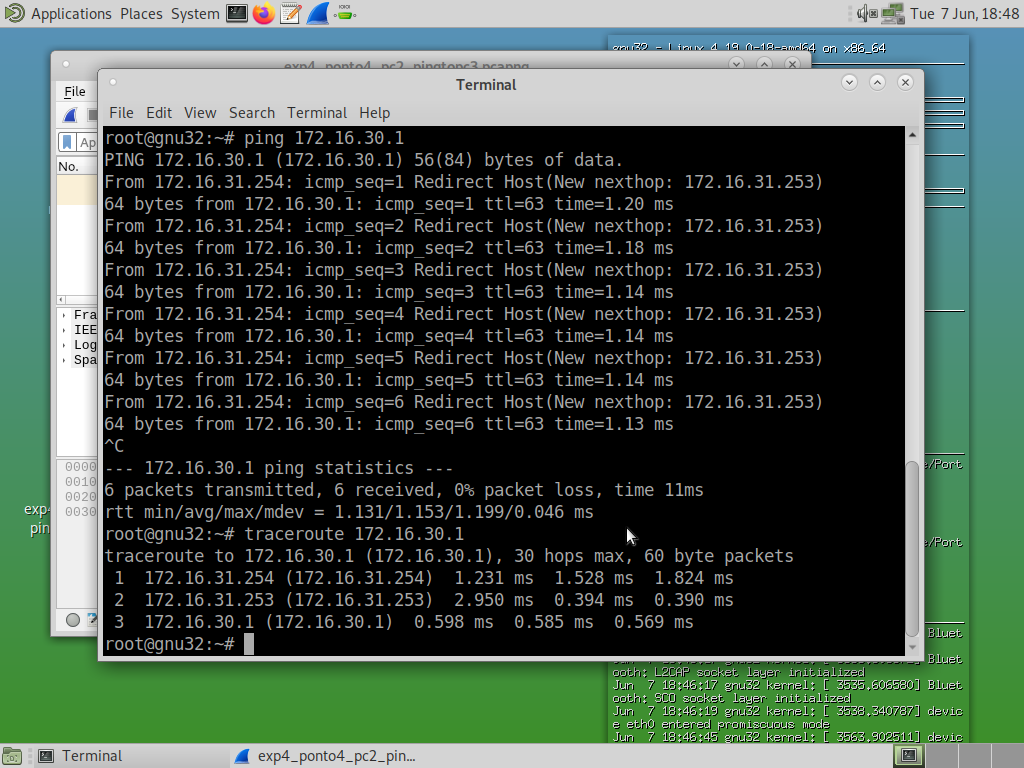 Applications Places System
Tue 7 Jun, 18:48
gnu32 - Linux 4.19.0-18-amd64 on x86_64
exp4_ponto4_pc2_pingtopc3.pcapng
Terminal
File
File Edit View Search Terminal Help
Ap
No.
root@gnu32:~# ping 172.16.30.1
PING 172.16.30.1 (172.16.30.1) 56(84) bytes of data.
From 172.16.31.254: icmp_seq=1 Redirect Host(New nexthop: 172.16.31.253)
64 bytes from 172.16.30.1: icmp_seq=1 ttl=63 time=1.20 ms
From 172.16.31.254: icmp_seq=2 Redirect Host(New nexthop: 172.16.31.253)
64 bytes from 172.16.30.1: icmp_seq=2 ttl=63 time=1.18 ms
From 172.16.31.254: icmp_seq=3 Redirect Host(New nexthop: 172.16.31.253)
64 bytes from 172.16.30.1: icmp_seq=3 ttl=63 time=1.14 ms
From 172.16.31.254: icmp_seq=4 Redirect Host(New nexthop: 172.16.31.253)
64 bytes from 172.16.30.1: icmp_seq=4 ttl=63 time=1.14 ms
From 172.16.31.254: icmp_seq=5 Redirect Host(New nexthop: 172.16.31.253)
64 bytes from 172.16.30.1: icmp_seq=5 ttl=63 time=1.14 ms
From 172.16.31.254: icmp_seq=6 Redirect Host(New nexthop: 172.16.31.253)
64 bytes from 172.16.30.1: icmp_seq=6 ttl=63 time=1.13 ms
^C
--- 172.16.30.1 ping statistics ---
6 packets transmitted, 6 received, 0% packet loss, time 11ms
rtt min/avg/max/mdev = 1.131/1.153/1.199/0.046 ms
root@gnu32:~# traceroute 172.16.30.1
traceroute to 172.16.30.1 (172.16.30.1), 30 hops max, 60 byte packets
1 172.16.31.254 (172.16.31.254) 1.231 ms 1.528 ms 1.824 ms
2 172.16.31.253 (172.16.31.253) 2.950 ms 0.394 ms 0.390 ms
3 172.16.30.1 (172.16.30.1) 0.598 ms 0.585 ms 0.569 ms
root@gnu32:~#
Fra
IEE
Log
Spa
0000
0010
0020
0030
exp
pin
e/Port
e/Port
Bluet
Bluet
ooth: L2CAP socket layer initialized
Jun 7 18:46:17 gnu32 kernel: [ 3535.606590] Bluet
ooth: SCO socket layer initialized
Jun 7 18:46:19 gnu32 kernel: [ 3538.340787] devic
e eth0 entered promiscuous mode
Jun 7 18:46:45 gnu32 kernel: [ 3563.902511] devic
Terminal
exp4_ponto4_pc2_pin...